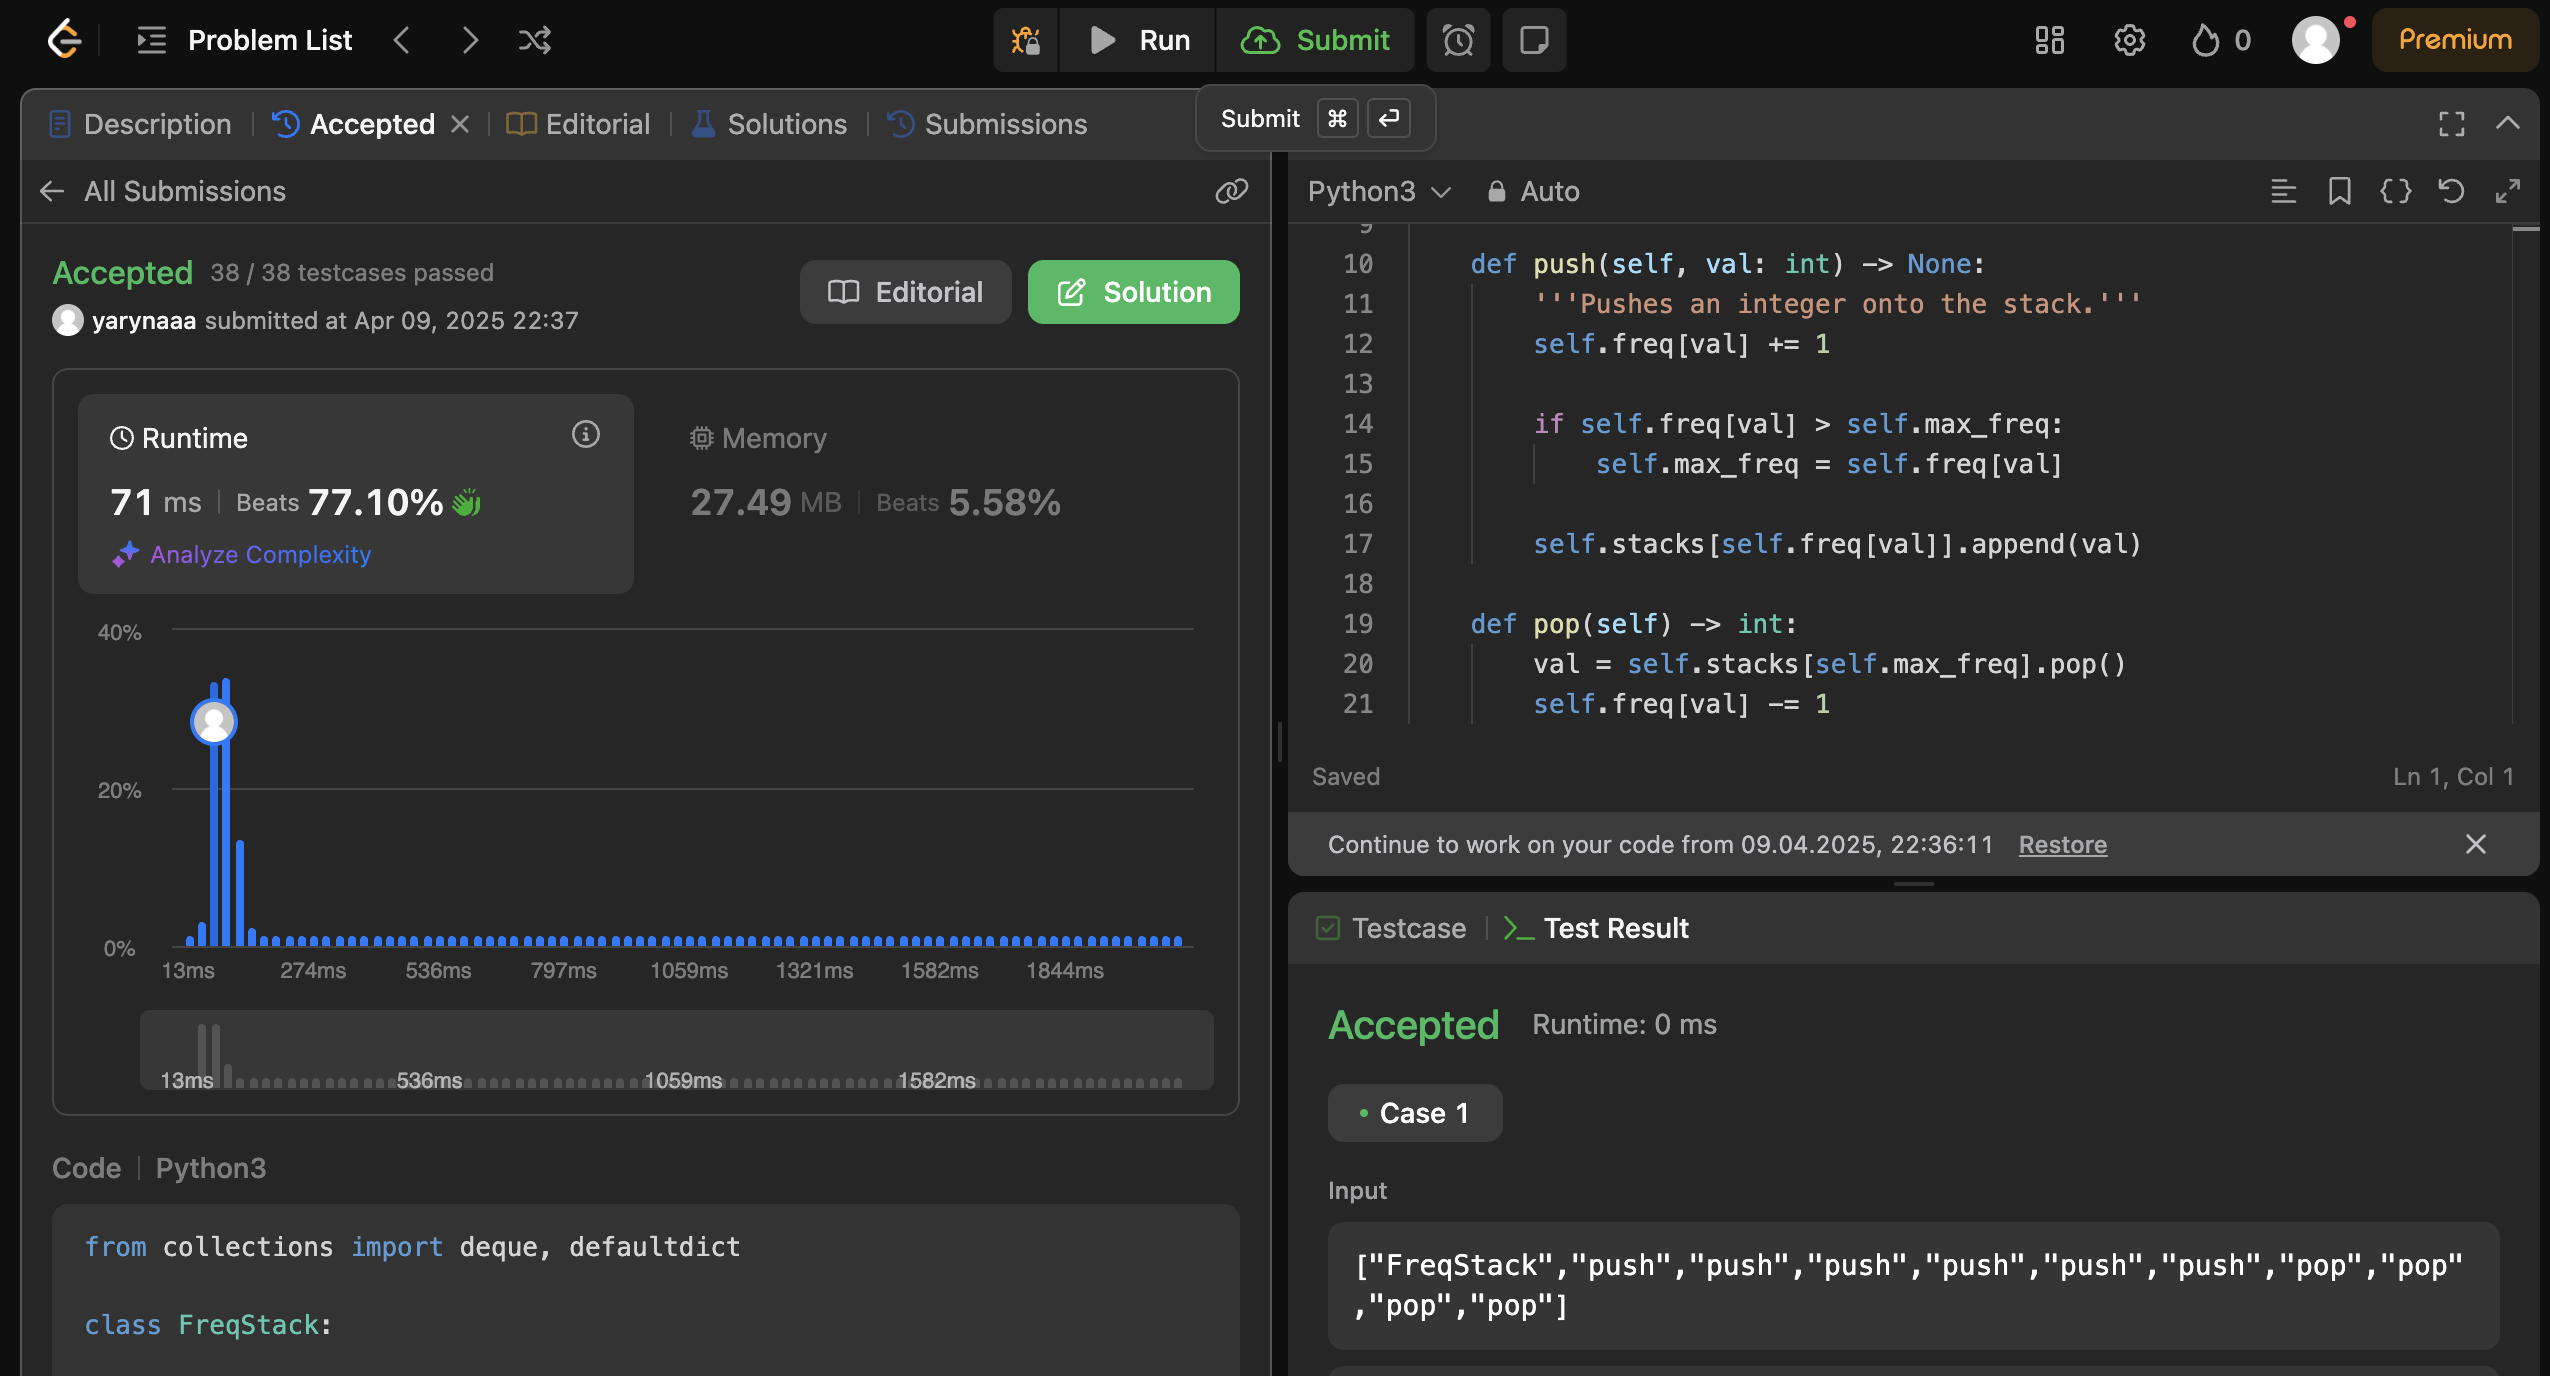 Problem List
Run
Submit
0
Premium
Description
Accepted
Editorial
Solutions
Submissions
Submit ⌘ ↵
All Submissions
Accepted 38 / 38 testcases passed
yarynaaa submitted at Apr 09, 2025 22:37
Editorial
Solution
Runtime
71 ms | Beats 77.10%
Analyze Complexity
Memory
27.49 MB | Beats 5.58%
40%
20%
0%
13ms 274ms 536ms 797ms 1059ms 1321ms 1582ms 1844ms
13ms 536ms 1059ms 1582ms
Code | Python3
from collections import deque, defaultdict
class FreqStack:
Python3
Auto
9
10 def push(self, val: int) -> None:
11 '''Pushes an integer onto the stack.'''
12 self.freq[val] += 1
13
14 if self.freq[val] > self.max_freq:
15 self.max_freq = self.freq[val]
16
17 self.stacks[self.freq[val]].append(val)
18
19 def pop(self) -> int:
20 val = self.stacks[self.max_freq].pop()
21 self.freq[val] -= 1
Saved
Ln 1, Col 1
Continue to work on your code from 09.04.2025, 22:36:11 Restore
Testcase
Test Result
Accepted Runtime: 0 ms
Case 1
Input
["FreqStack","push","push","push","push","push","push","pop","pop"
,"pop","pop"]